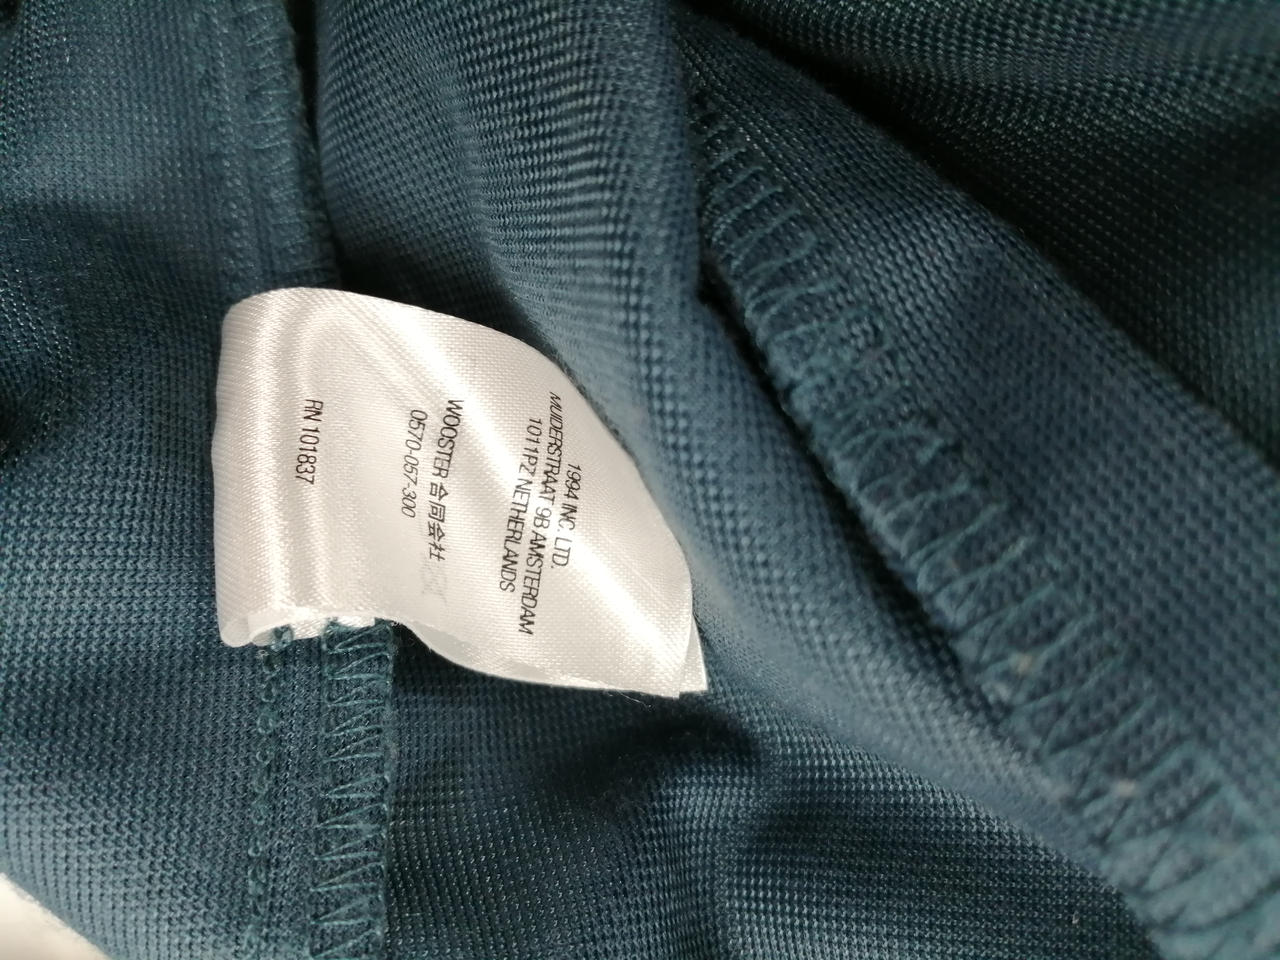 1994 INC. LTD.
MUIDERSTRAAT 9B AMSTERDAM
1011PZ NETHERLANDS
WOOSTER 合同会社
0570-057-300
RN 101837